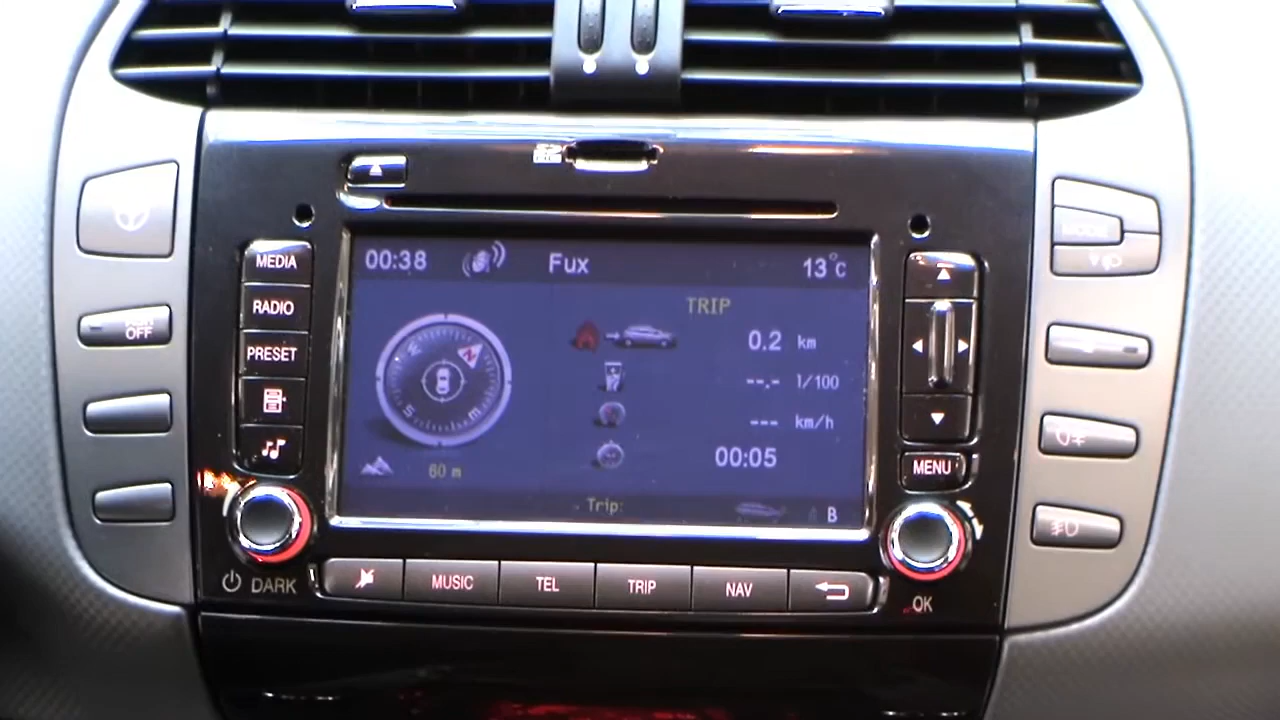 00:38 Fux 13°C
TRIP
0.2 km
--.- l/100
--- km/h
00:05
60 m
Trip:
B
N
S
MEDIA
RADIO
PRESET
OFF
MODE
MENU
DARK
MUSIC
TEL
TRIP
NAV
OK